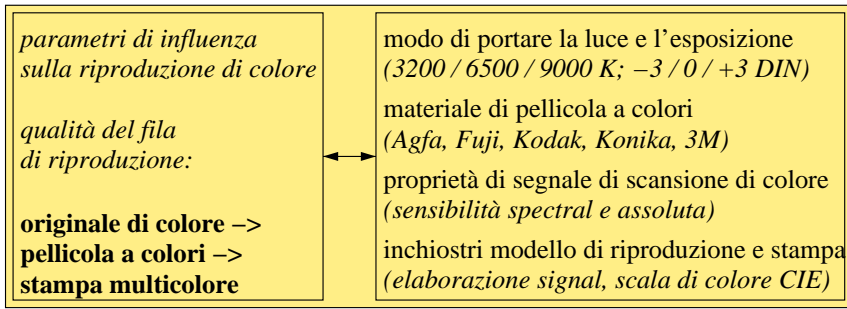 parametri di influenza
sulla riproduzione di colore
qualità del fila
di riproduzione:
originale di colore −>
pellicola a colori −>
stampa multicolore
modo di portare la luce e l'esposizione
(3200 / 6500 / 9000 K; −3 / 0 / +3 DIN)
materiale di pellicola a colori
(Agfa, Fuji, Kodak, Konika, 3M)
proprietà di segnale di scansione di colore
(sensibilità spectral e assoluta)
inchiostri modello di riproduzione e stampa
(elaborazione signal, scala di colore CIE)